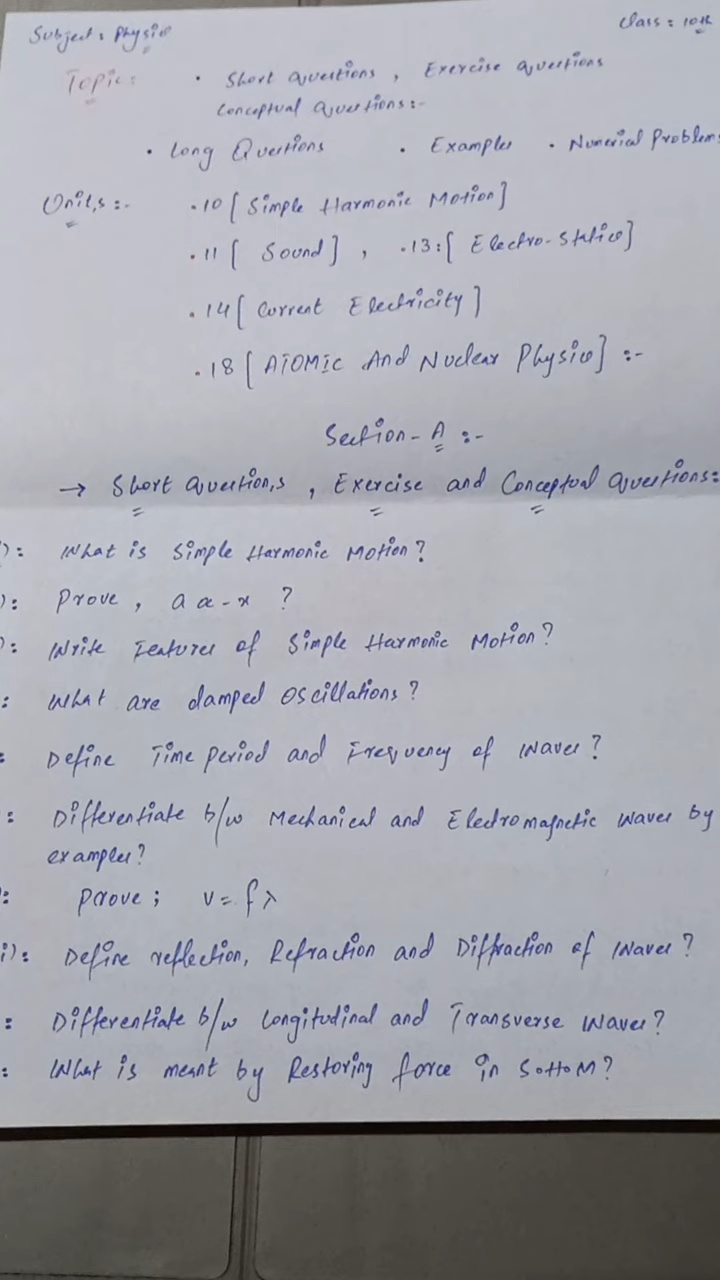 Subject: Physics
Class: 10th
Topic:
• Short Questions, Exercise Questions
Conceptual Questions:-
• Long Questions • Examples • Numerical Problems
Units:-
.10 [Simple Harmonic Motion]
.11 [Sound], .13:[Electro-Statics]
.14 [Current Electricity]
.18 [ATOMIC And Nuclear Physics] :-
Section-A :-
→ Short Question,s, Exercise and Conceptual Questions:
): What is Simple Harmonic Motion?
): Prove, a α -x ?
): Write Features of Simple Harmonic Motion?
: What are damped oscillations?
: Define Time Period and Frequency of Waves?
: Differentiate b/w Mechanical and Electromagnetic Waves by
examples?
: Prove; v = fλ
i): Define reflection, Refraction and Diffraction of Waves?
: Differentiate b/w Longitudinal and Transverse Waves?
: What is meant by Restoring force in S.H.M?